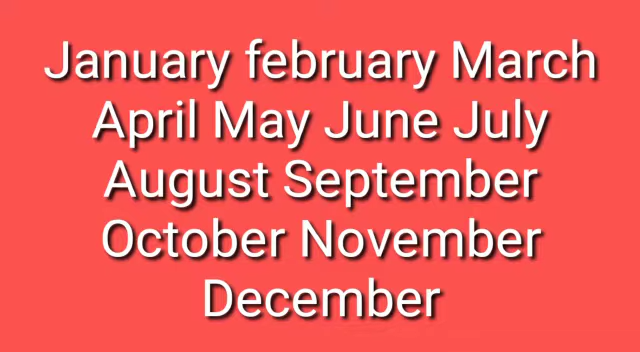 January february March
April May June July
August September
October November
December